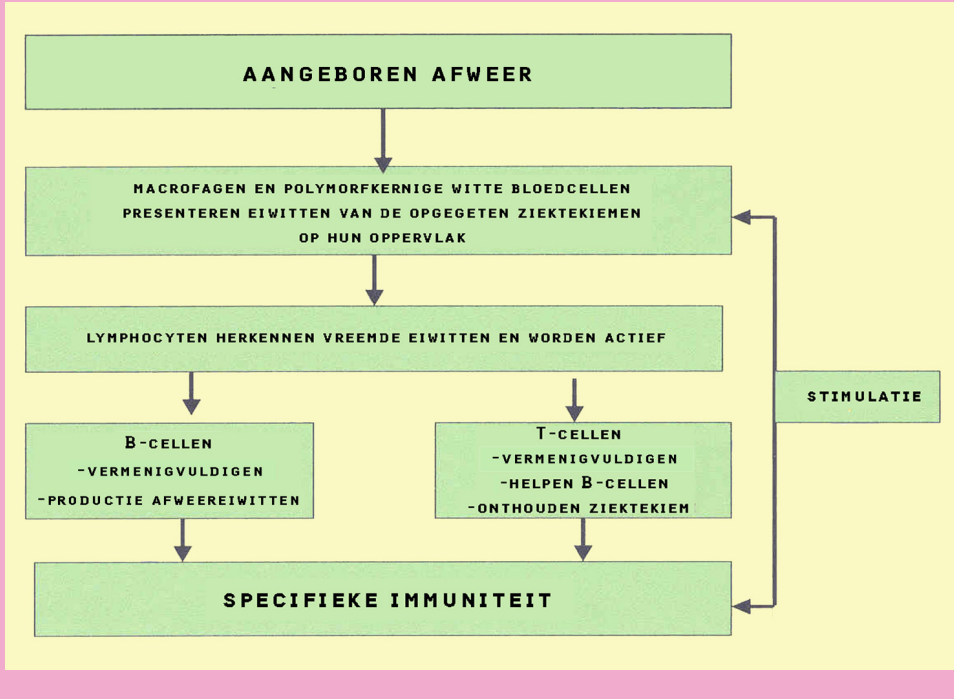 AANGEBOREN AFWEER
MACROFAGEN EN POLYMORFKERNIGE WITTE BLOEDCELLEN
PRESENTEREN EIWITTEN VAN DE OPGEGETEN ZIEKTEKIEMEN
OP HUN OPPERVLAK
LYMPHOCYTEN HERKENNEN VREEMDE EIWITTEN EN WORDEN ACTIEF
STIMULATIE
B-CELLEN
-VERMENIGVULDIGEN
-PRODUCTIE AFWEEREIWITTEN
T-CELLEN
-VERMENIGVULDIGEN
-HELPEN B-CELLEN
-ONTHOUDEN ZIEKTEKIEM
SPECIFIEKE IMMUNITEIT